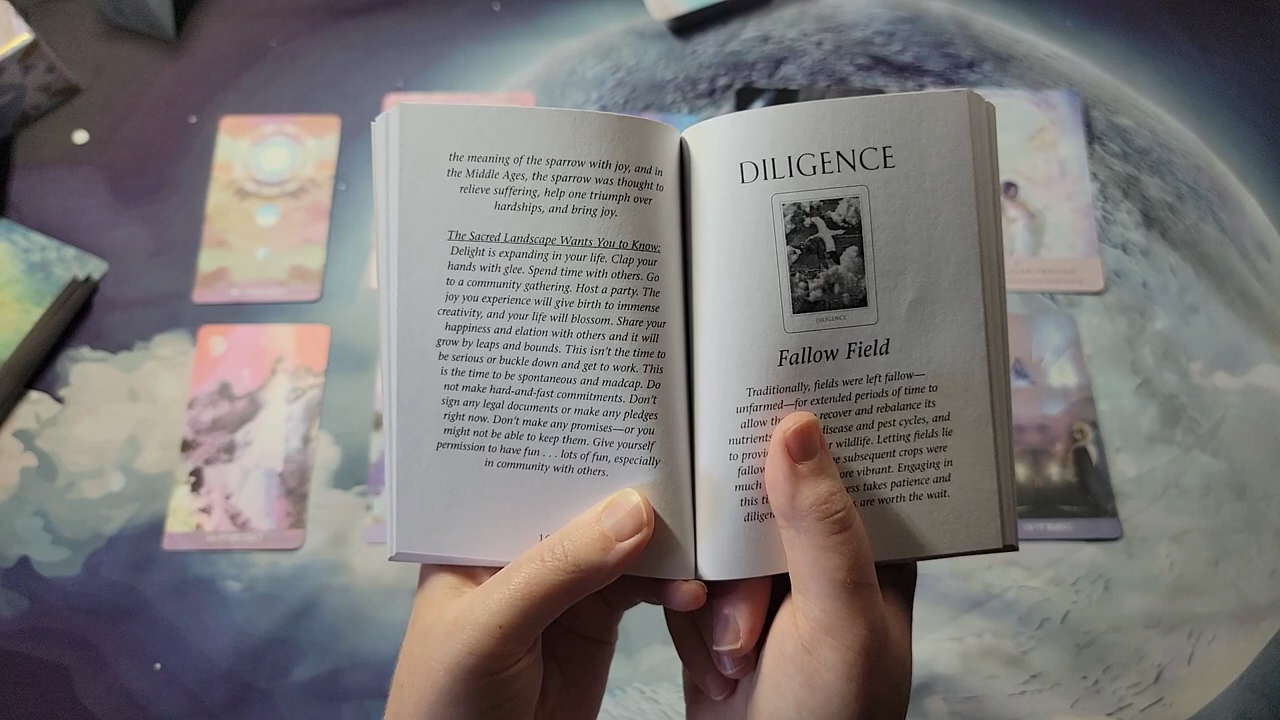 the meaning of the sparrow with joy, and in
the Middle Ages, the sparrow was thought to
relieve suffering, help one triumph over
hardships, and bring joy.
The Sacred Landscape Wants You to Know:
Delight is expanding in your life. Clap your
hands with glee. Spend time with others. Go
to a community gathering. Host a party. The
joy you experience will give birth to immense
creativity, and your life will blossom. Share your
happiness and elation with others and it will
grow by leaps and bounds. This isn't the time to
be serious or buckle down and get to work. This
is the time to be spontaneous and madcap. Do
not make hard-and-fast commitments. Don't
sign any legal documents or make any pledges
right now. Don't make any promises—or you
might not be able to keep them. Give yourself
permission to have fun . . . lots of fun, especially
in community with others.
DILIGENCE
DILIGENCE
Fallow Field
Traditionally, fields were left fallow—
unfarmed—for extended periods of time to
allow recover and rebalance its
nutrients disease and pest cycles, and
to wildlife. Letting fields lie
fallow subsequent crops were
much vibrant. Engaging in
this takes patience and
are worth the wait.